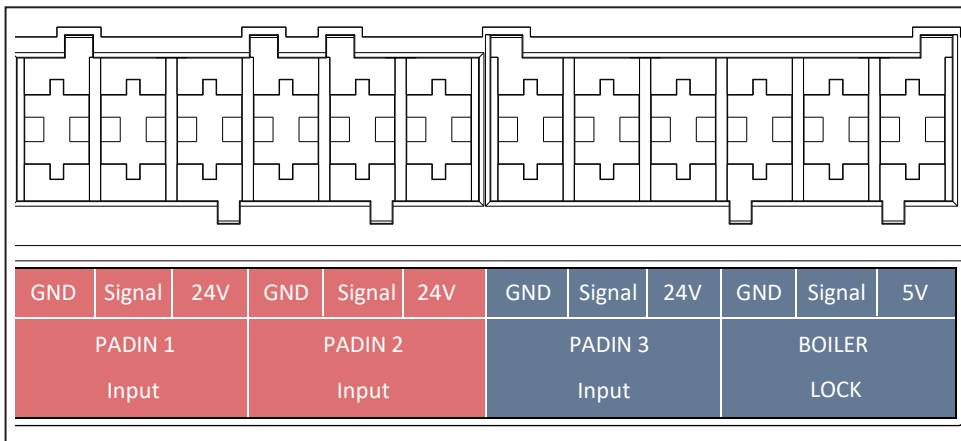 GND Signal 24V GND Signal 24V GND Signal 24V GND Signal 5V
PADIN 1 PADIN 2 PADIN 3 BOILER
Input Input Input LOCK